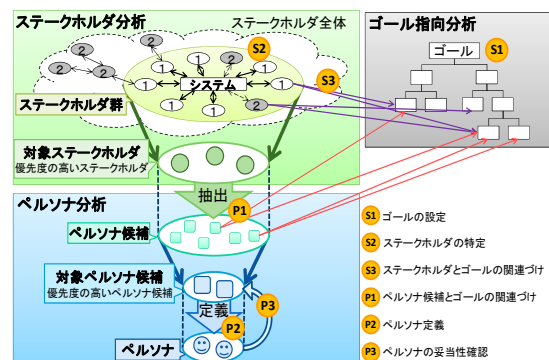 ステークホルダ分析
ステークホルダ全体
ゴール指向分析
2
2
2
2
2
2
S2
ゴール
S1
1
1
1
1
1
1
システム
S3
1
1
1
2
ステークホルダ群
対象ステークホルダ
優先度の高いステークホルダ
抽出
ペルソナ分析
P1
ペルソナ候補
対象ペルソナ候補
優先度の高いペルソナ候補
定義
P2
P3
ペルソナ
S1 ゴールの設定
S2 ステークホルダの特定
S3 ステークホルダとゴールの関連づけ
P1 ペルソナ候補とゴールの関連づけ
P2 ペルソナ定義
P3 ペルソナの妥当性確認